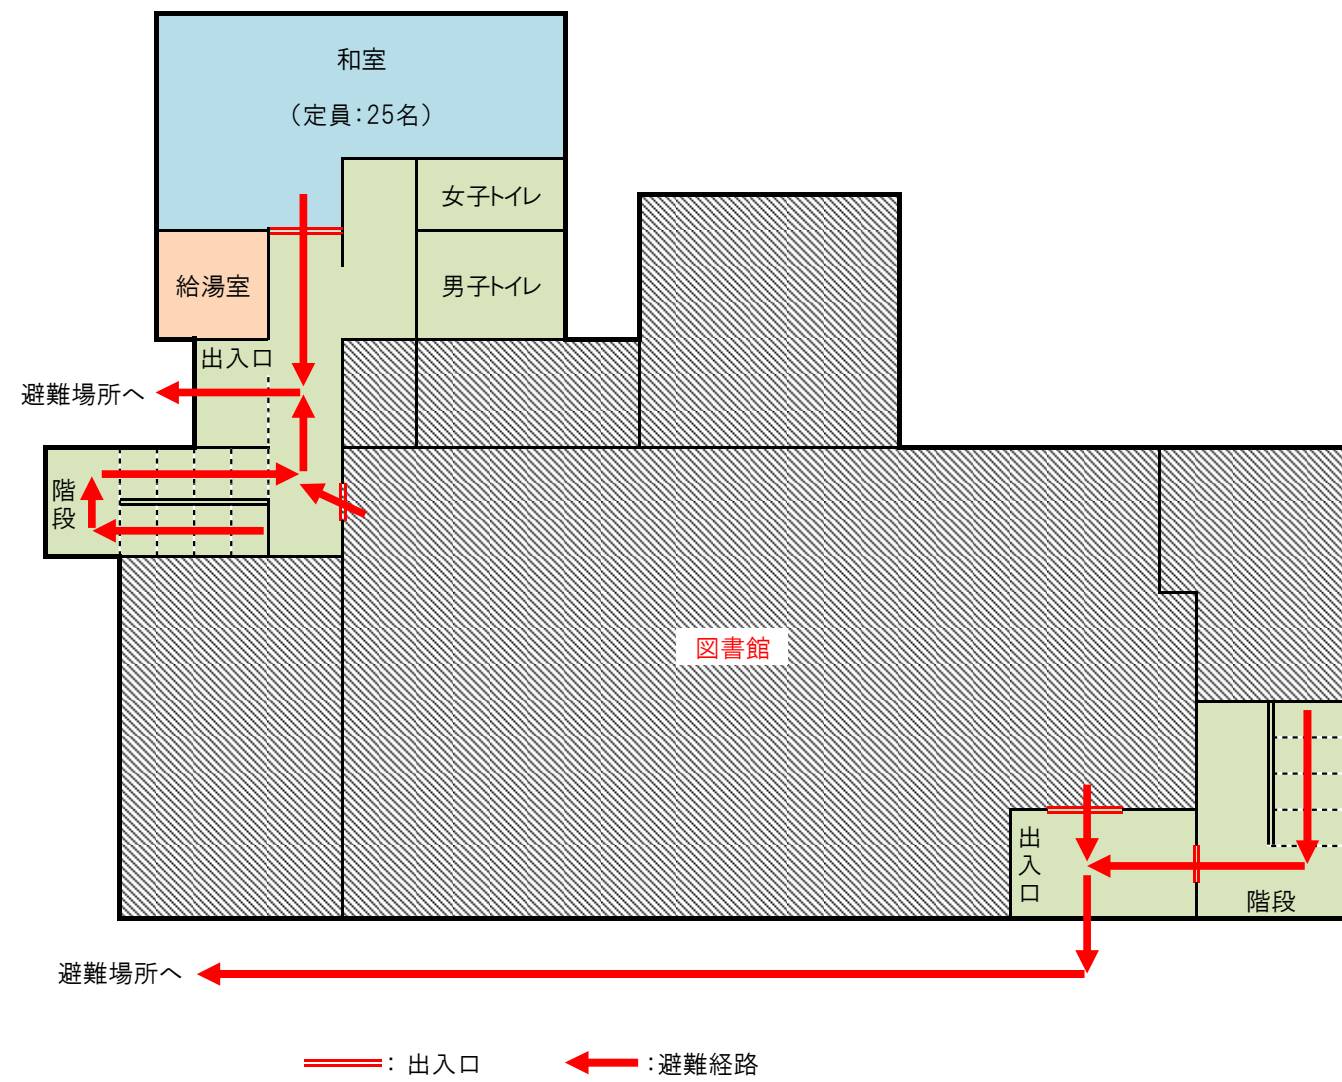 和室
（定員：25名）
女子トイレ
給湯室
男子トイレ
出入口
避難場所へ
階段
図書館
出入口
階段
避難場所へ
：出入口
：避難経路